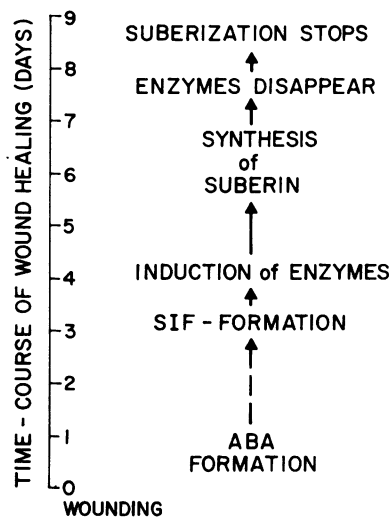 TIME - COURSE OF WOUND HEALING (DAYS)
9
8
7
6
5
4
3
2
1
0
WOUNDING
SUBERIZATION STOPS
ENZYMES DISAPPEAR
SYNTHESIS
of
SUBERIN
INDUCTION of ENZYMES
SIF - FORMATION
ABA
FORMATION